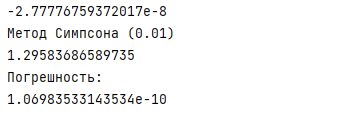 -2.77776759372017e-8
Метод Симпсона (0.01)
1.29583686589735
Погрешность:
1.06983533143534e-10